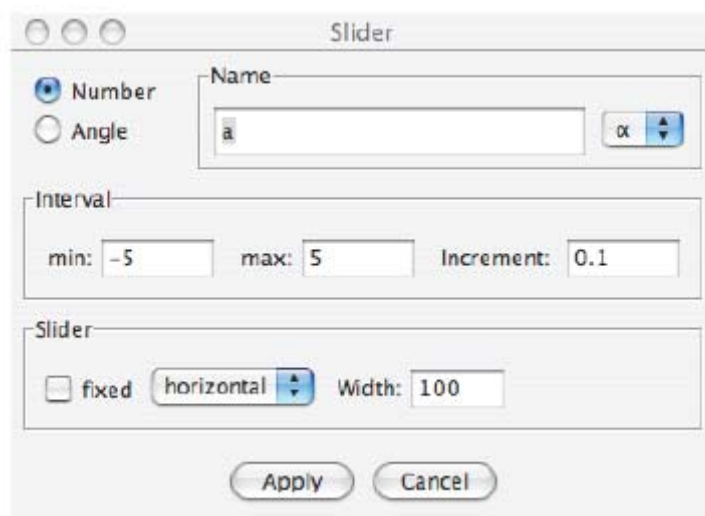 Slider
Number
Angle
Name
a
α
Interval
min: -5 max: 5 Increment: 0.1
Slider
fixed horizontal Width: 100
Apply Cancel